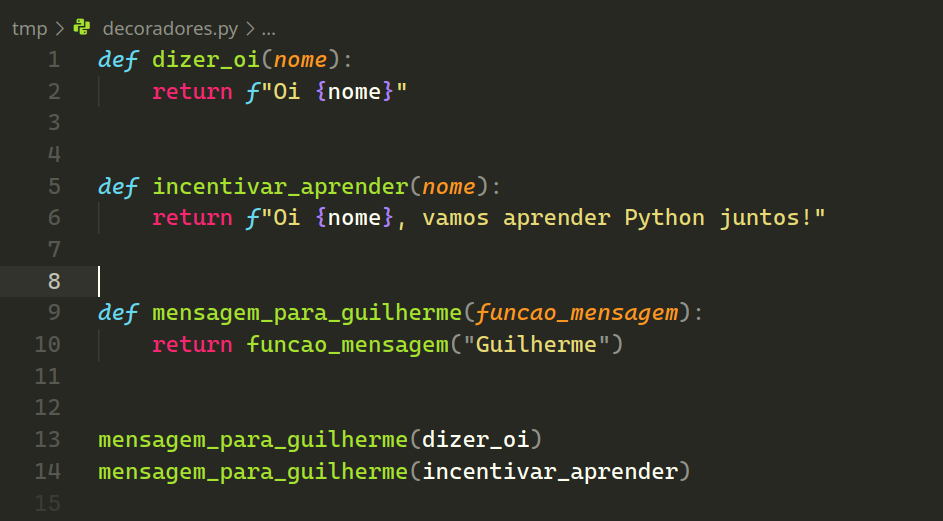 tmp > decoradores.py > ...
1 def dizer_oi(nome):
2     return f"Oi {nome}"
3
4
5 def incentivar_aprender(nome):
6     return f"Oi {nome}, vamos aprender Python juntos!"
7
8
9 def mensagem_para_guilherme(funcao_mensagem):
10     return funcao_mensagem("Guilherme")
11
12
13 mensagem_para_guilherme(dizer_oi)
14 mensagem_para_guilherme(incentivar_aprender)
15